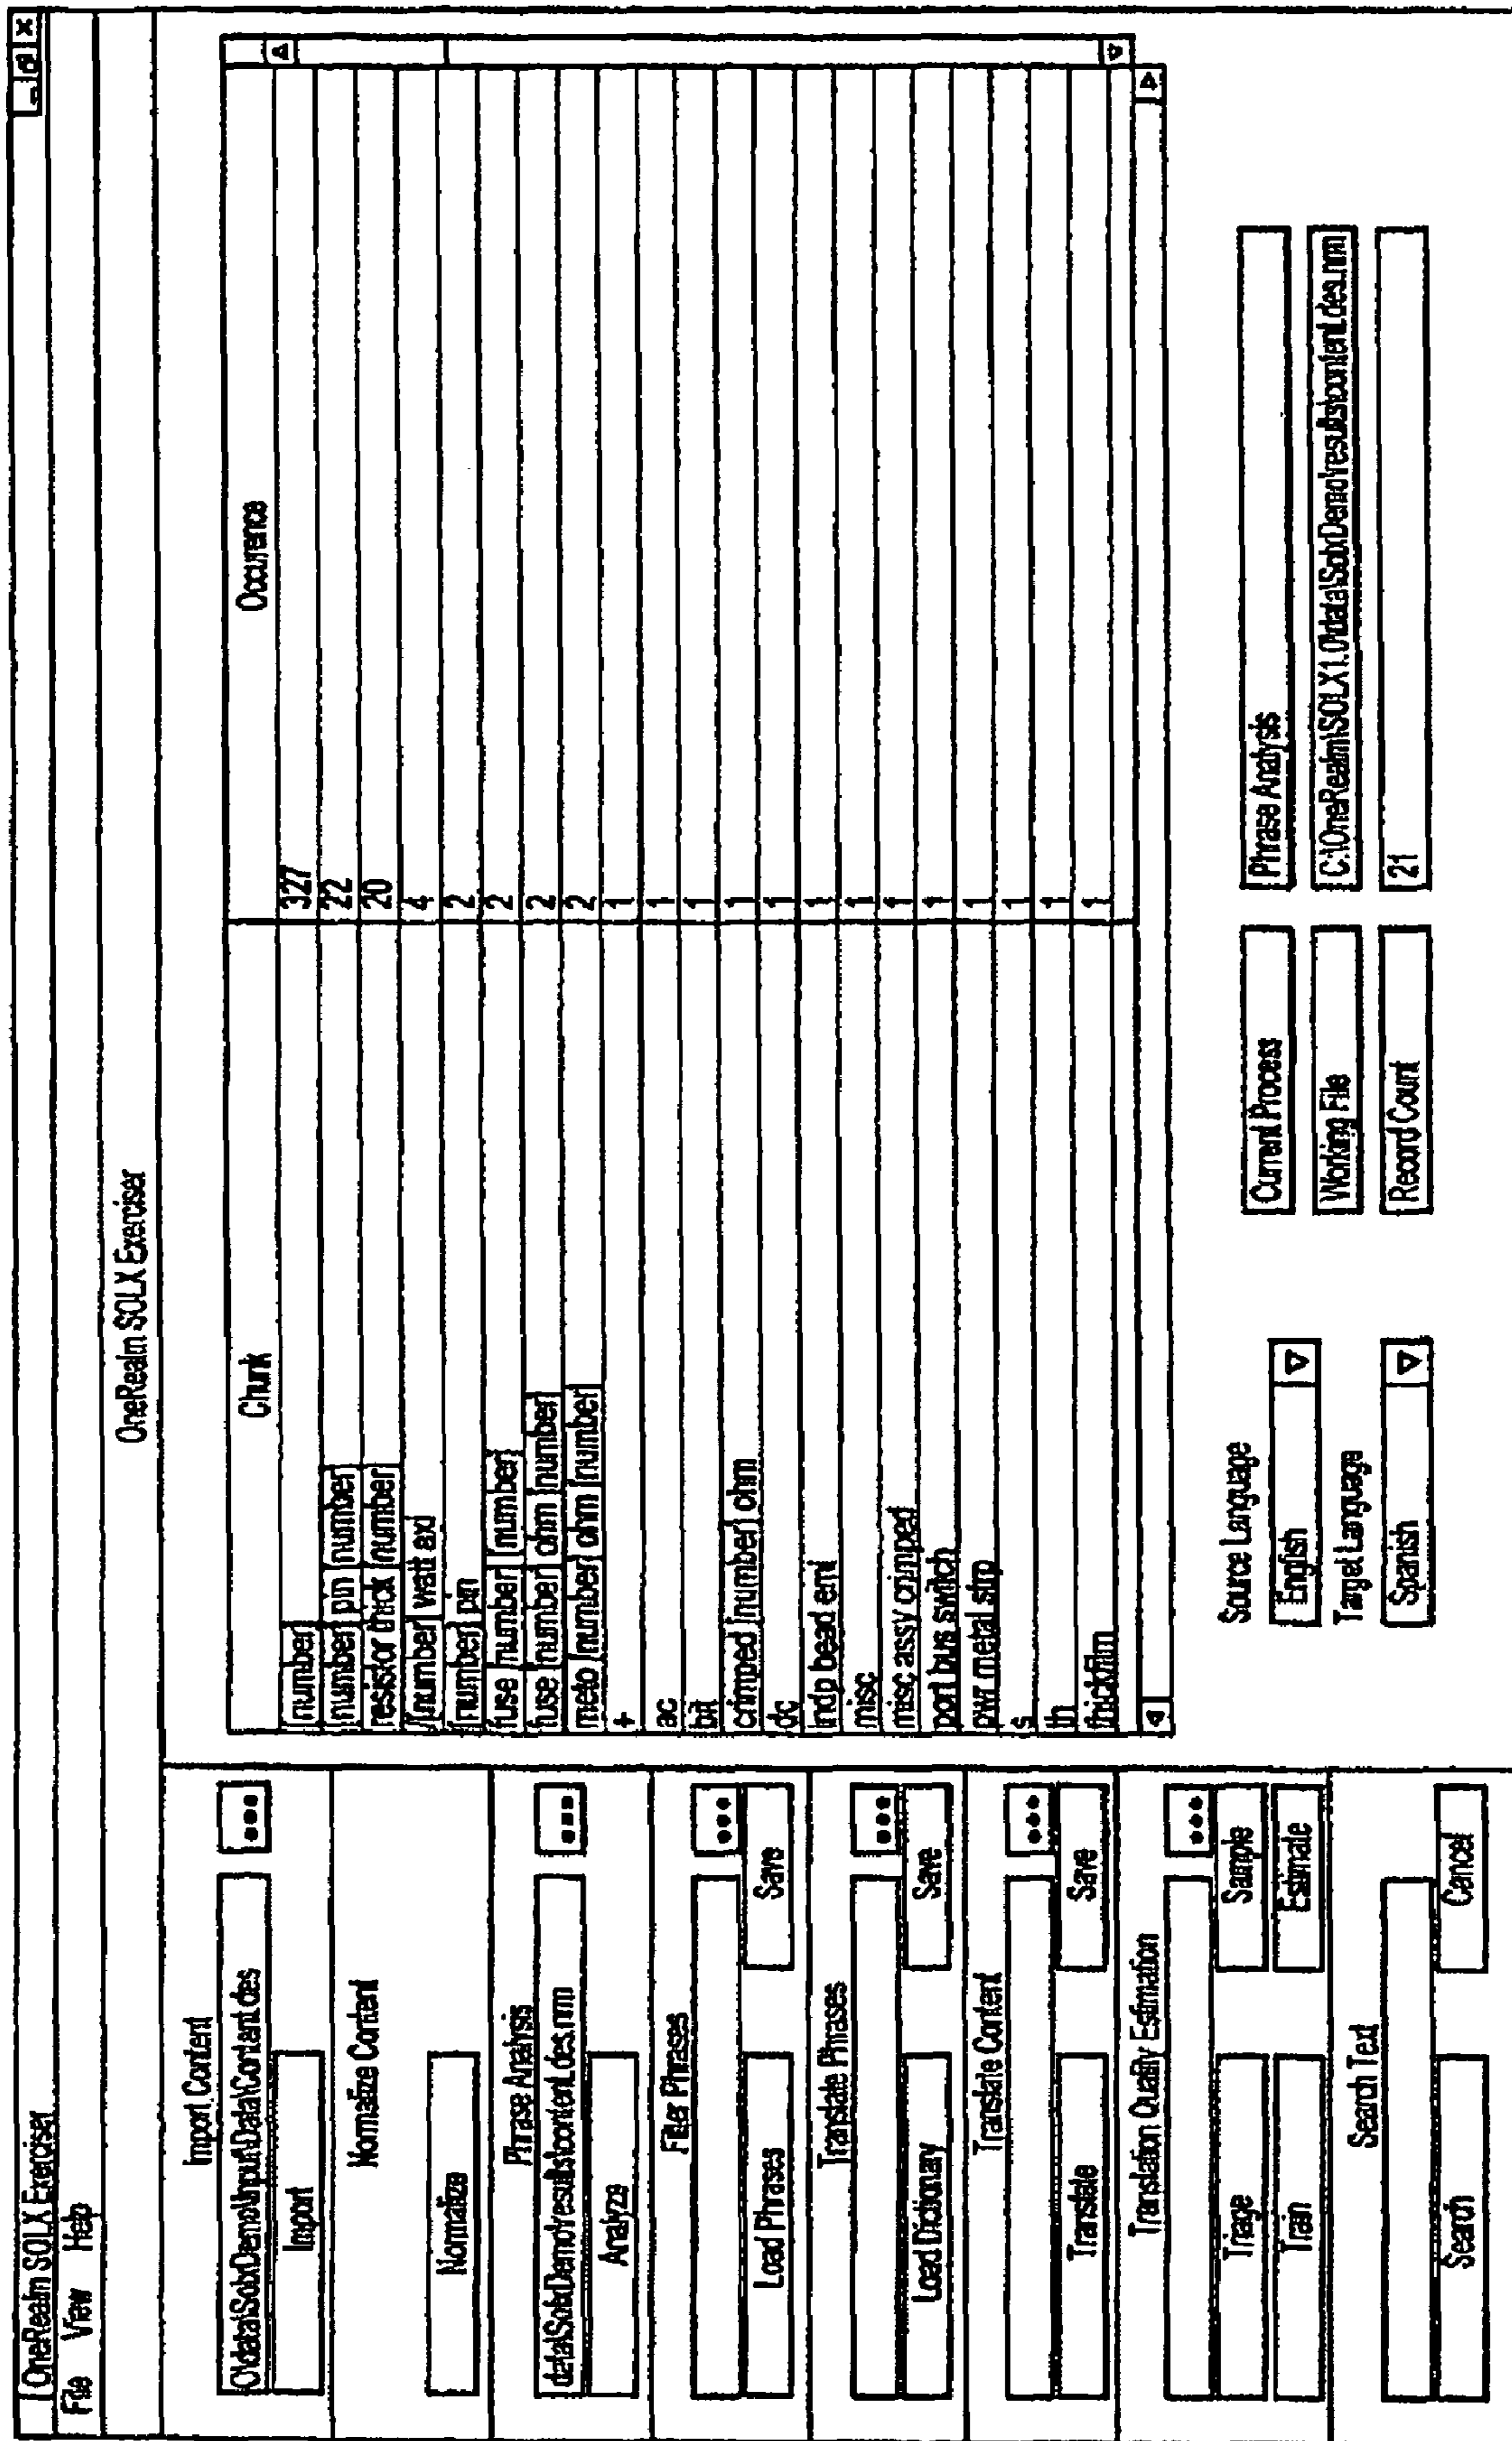 OneRealm SOLX Exerciser
File View Help
OneRealm SOLX Exerciser
Import Content
0\data\SolxDemo\Input\Data\Content.des
Import
Normalize Content
Normalize
Phrase Analysis
data\SolxDemo\results\content.des.nrm
Analyze
Filter Phrases
Load Phrases Save
Translate Phrases
Load Dictionary Save
Translate Content
Translate Save
Translation Quality Estimation
Triage Sample
Train Estimate
Search Text
Search Cancel
Chunk Occurence
[number] 327
[number] pin [number] 22
resistor thick [number] 20
[number] watt axl 4
[number] pin 2
fuse [number] [number] 2
fuse [number] ohm [number] 2
meto [number] ohm [number] 2
+ 1
ac 1
bit 1
crimped [number] ohm 1
dc 1
indp bead emi 1
misc 1
misc assy crimped 1
port bus switch 1
pwr metal strp 1
s 1
th 1
thickfilm 1
Source Language
English
Target Language
Spanish
Current Process Phrase Analysis
Working File C:\OneRealm\SOLX1.0\data\SolxDemo\results\content.des.nrm
Record Count 21